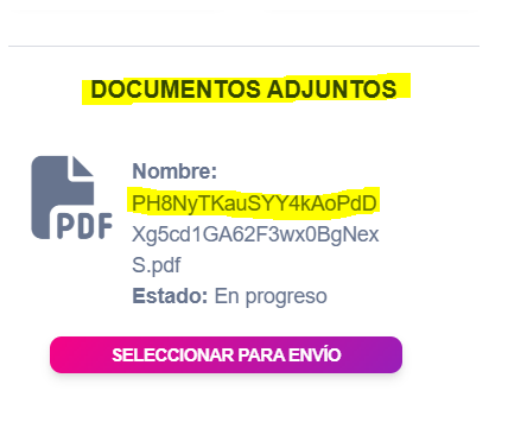 DOCUMENTOS ADJUNTOS
PDF
Nombre:
PH8NyTKauSYY4kAoPdD
Xg5cd1GA62F3wx0BgNex
S.pdf
Estado: En progreso
SELECCIONAR PARA ENVÍO